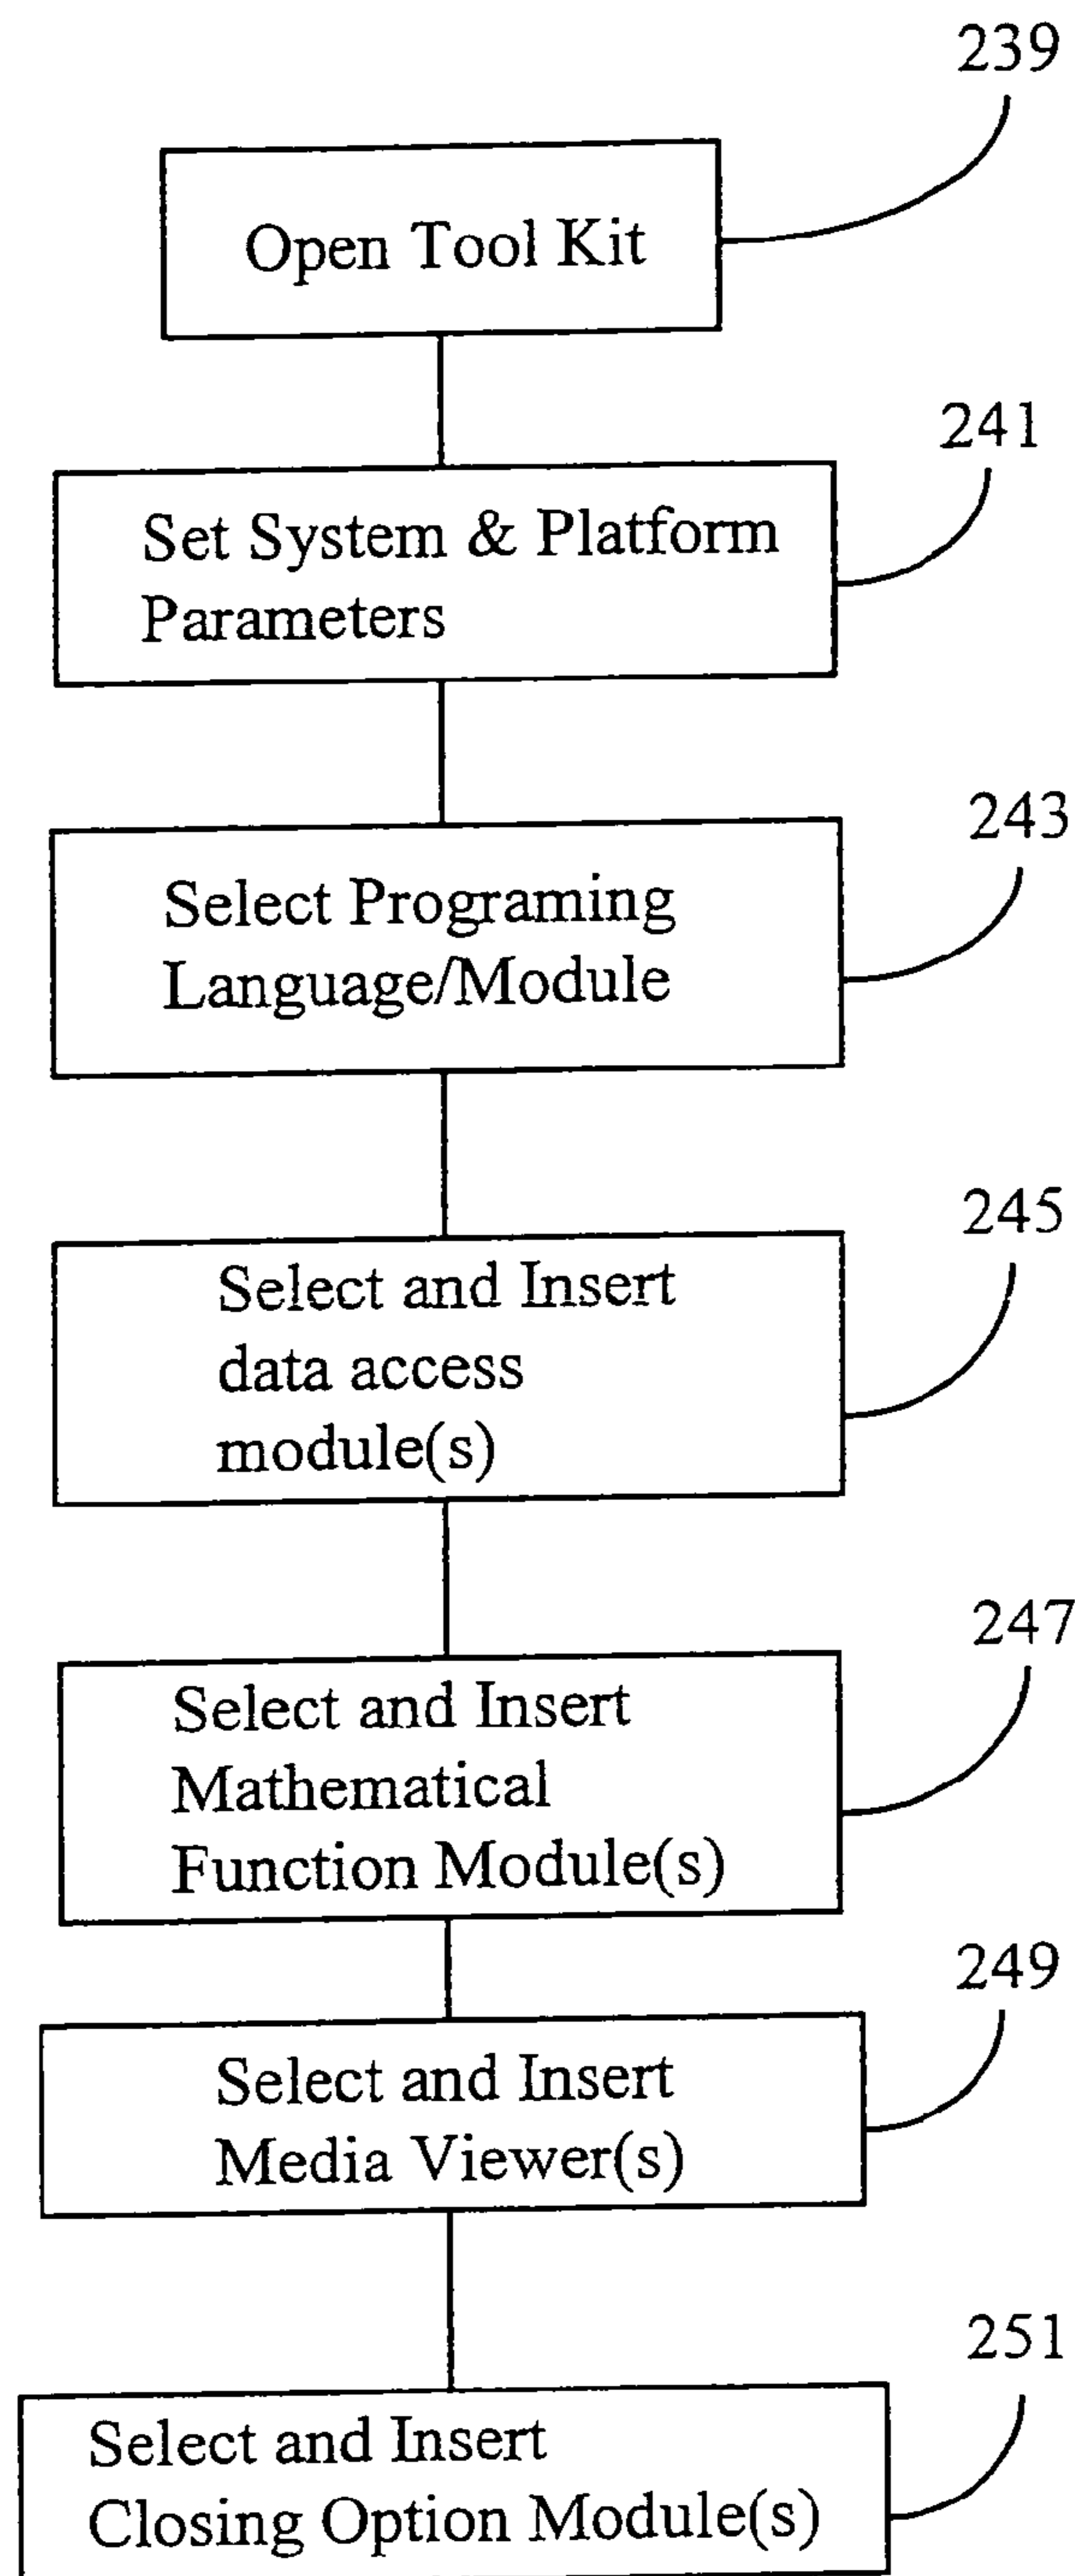 239
Open Tool Kit
241
Set System & Platform
Parameters
243
Select Programing
Language/Module
245
Select and Insert
data access
module(s)
247
Select and Insert
Mathematical
Function Module(s)
249
Select and Insert
Media Viewer(s)
251
Select and Insert
Closing Option Module(s)